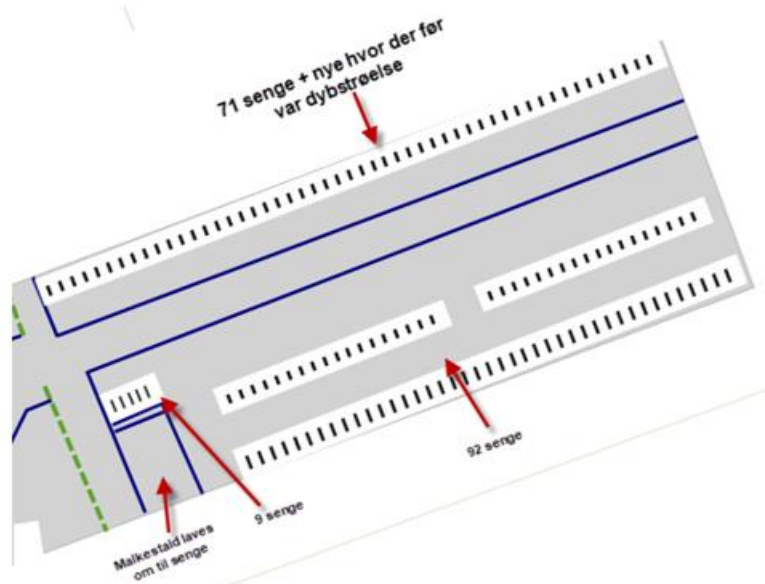 71 senge + nye hvor der før
var dybstrøelse
92 senge
9 senge
Malkestald laves
om til senge